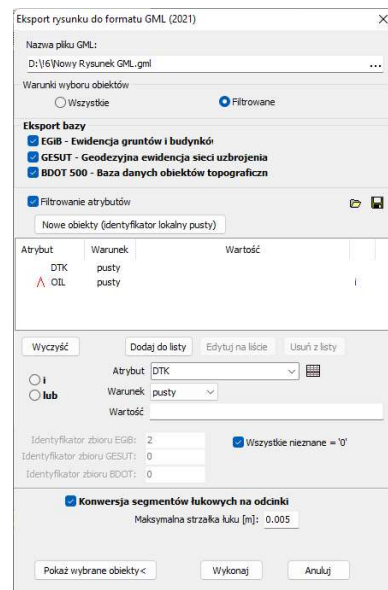 Eksport rysunku do formatu GML (2021)
Nazwa pliku GML:
D:\!6\Nowy Rysunek GML.gml
...
Warunki wyboru obiektów
Wszystkie
Filtrowane
Eksport bazy
EGiB - Ewidencja gruntów i budynków
GESUT - Geodezyjna ewidencja sieci uzbrojenia
BDOT 500 - Baza danych obiektów topograficzn
Filtrowanie atrybutów
Nowe obiekty (identyfikator lokalny pusty)
Atrybut Warunek Wartość
DTK pusty
OIL pusty i
Wyczyść Dodaj do listy Edytuj na liście Usuń z listy
i
lub
Atrybut DTK
Warunek pusty
Wartość
Identyfikator zbioru EGiB: 2
Wszystkie nieznane = '0'
Identyfikator zbioru GESUT: 0
Identyfikator zbioru BDOT: 0
Konwersja segmentów łukowych na odcinki
Maksymalna strzałka łuku [m]: 0.005
Pokaż wybrane obiekty< Wykonaj Anuluj